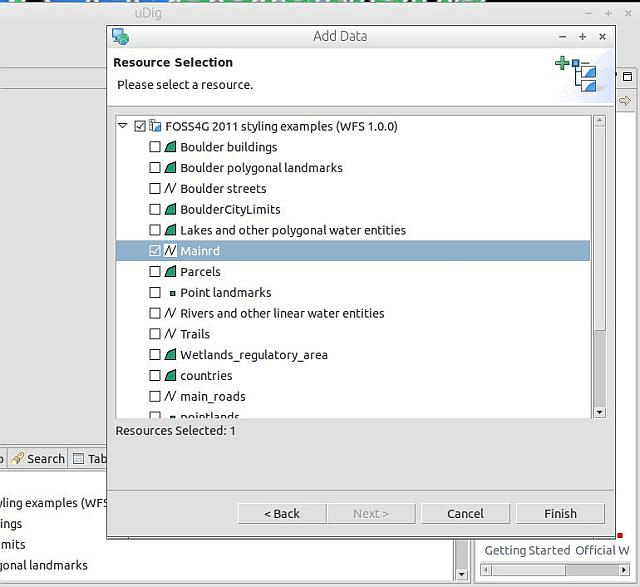 uDig
Add Data
Resource Selection
Please select a resource.
FOSS4G 2011 styling examples (WFS 1.0.0)
Boulder buildings
Boulder polygonal landmarks
Boulder streets
BoulderCityLimits
Lakes and other polygonal water entities
Mainrd
Parcels
Point landmarks
Rivers and other linear water entities
Trails
Wetlands_regulatory_area
countries
main_roads
pointlands
Resources Selected: 1
Search Tab
yling examples (WFS
ings
imits
gonal landmarks
< Back Next > Cancel Finish
Getting Started Official W